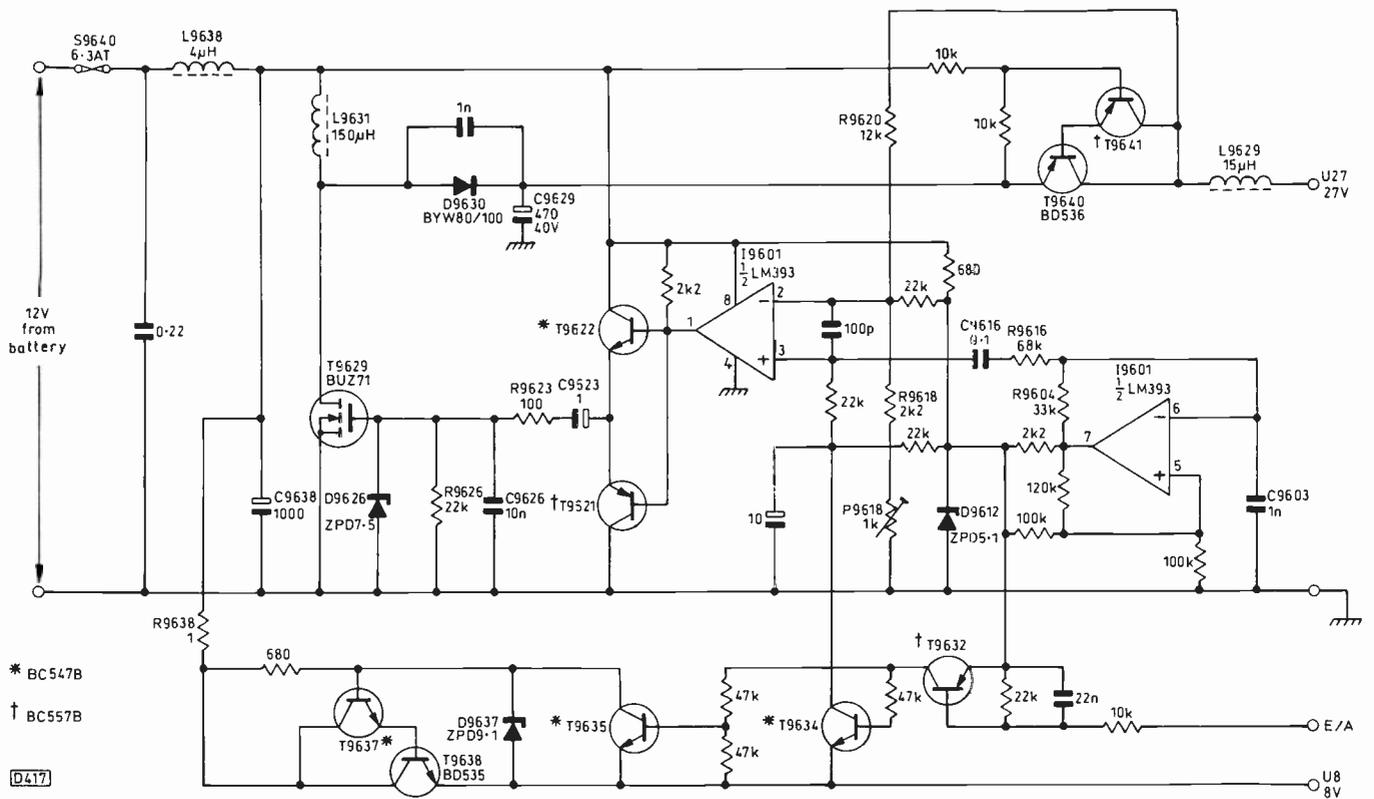 S9640
6·3AT
L9638
4µH
L9631
150µH
1n
D9630
BYW80/100
C9629
470
40V
10k
R9620
12k
10k
† T9641
L9629
15µH
U27
27V
T9640
BD536
12V
from
battery
0·22
I9601
½ LM393
8
2
1
3
4
2k2
680
22k
* T9622
100p
C9616
0·1
R9616
68k
T9629
BUZ71
R9623
100
C9523
1
22k
R9618
2k2
R9604
33k
I9601
½ LM393
6
7
5
22k
2k2
120k
C9638
1000
D9626
ZPD7·5
R9626
22k
C9626
10n
† T9521
10
P9618
1k
D9612
ZPD5·1
100k
100k
C9603
1n
R9638
1
680
* BC547B
† BC557B
T9637 *
T9638
BD535
D9637
ZPD9·1
* T9635
47k
47k
* T9634
47k
† T9632
22k
22n
10k
E/A
U8
8V
D417